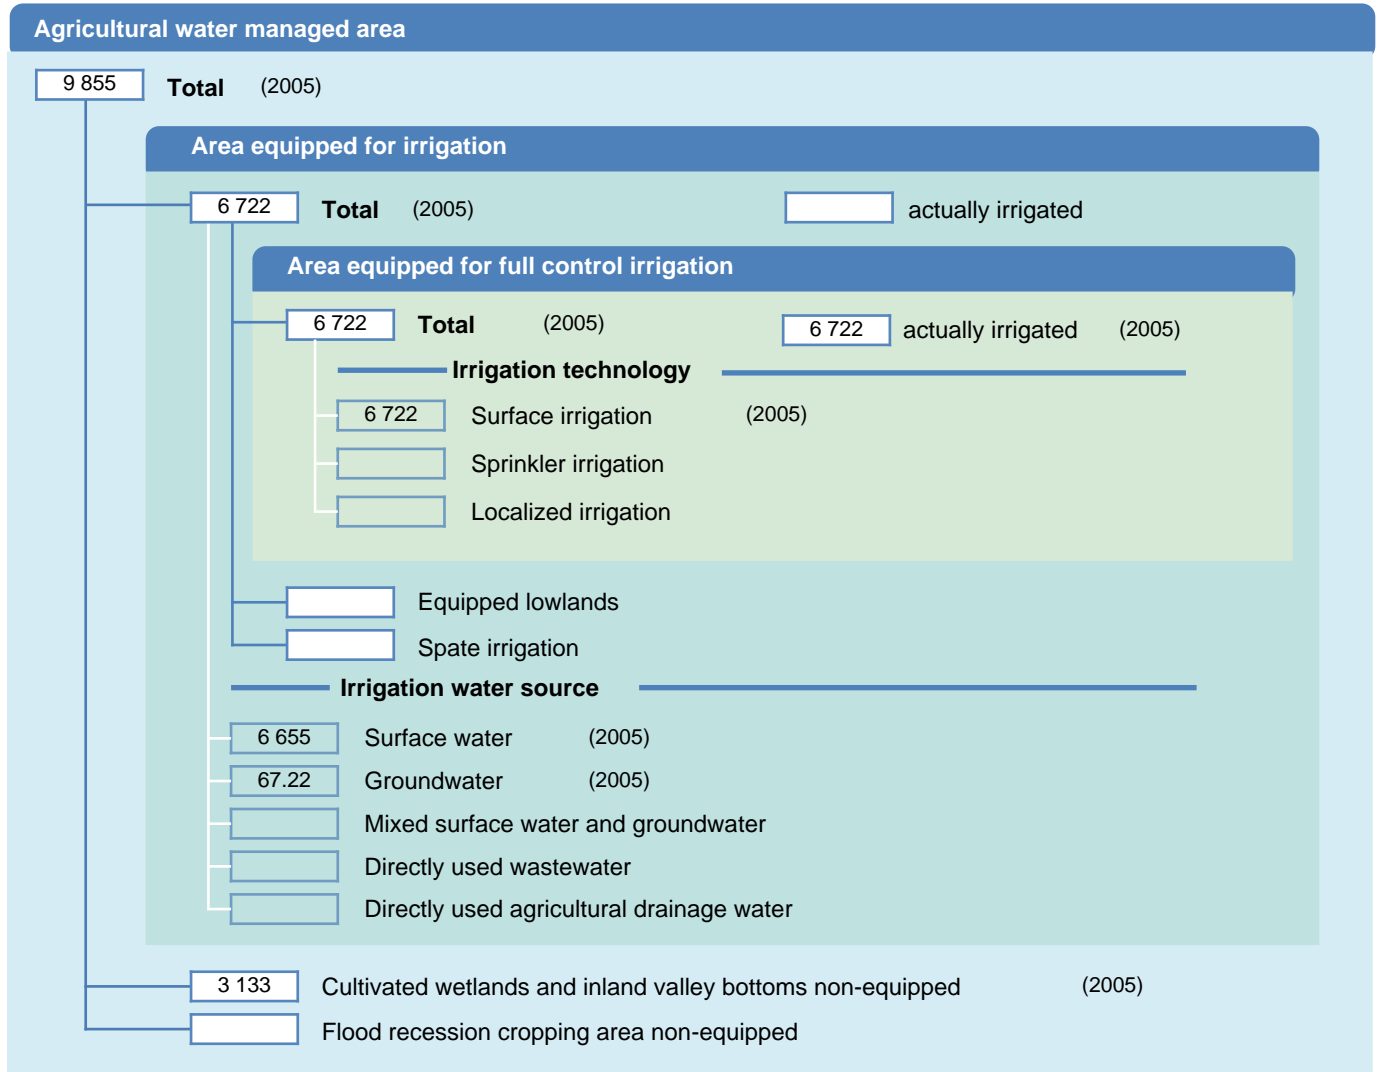 Agricultural water managed area
9 855 Total (2005)
Area equipped for irrigation
6 722 Total (2005) actually irrigated
Area equipped for full control irrigation
6 722 Total (2005) 6 722 actually irrigated (2005)
Irrigation technology
6 722 Surface irrigation (2005)
Sprinkler irrigation
Localized irrigation
Equipped lowlands
Spate irrigation
Irrigation water source
6 655 Surface water (2005)
67.22 Groundwater (2005)
Mixed surface water and groundwater
Directly used wastewater
Directly used agricultural drainage water
3 133 Cultivated wetlands and inland valley bottoms non-equipped (2005)
Flood recession cropping area non-equipped